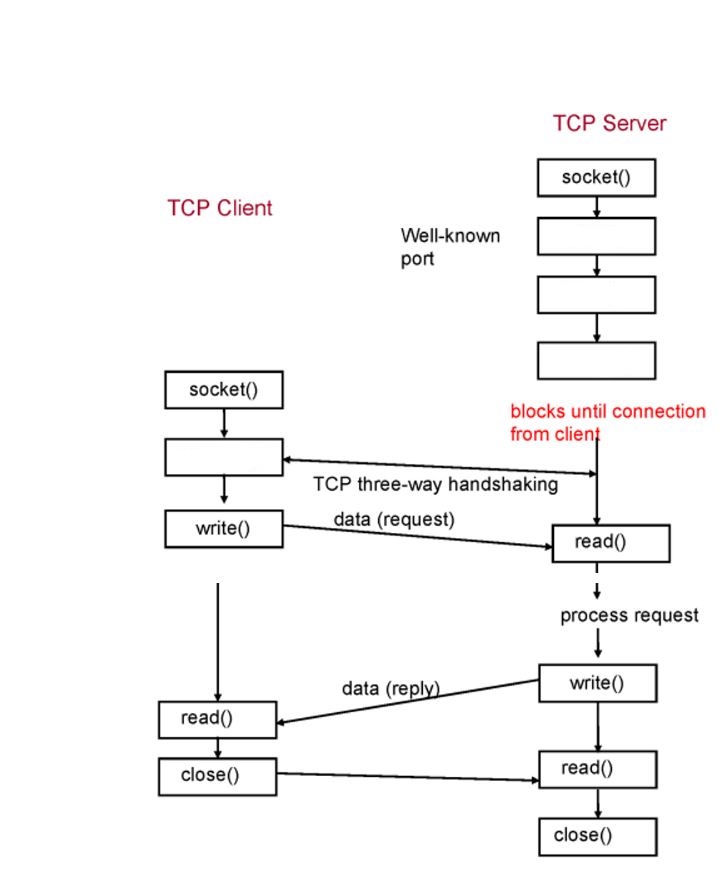 TCP Server
socket()
TCP Client
Well-known
port
socket()
blocks until connection
from client
TCP three-way handshaking
write()
data (request)
read()
process request
write()
data (reply)
read()
close()
read()
close()